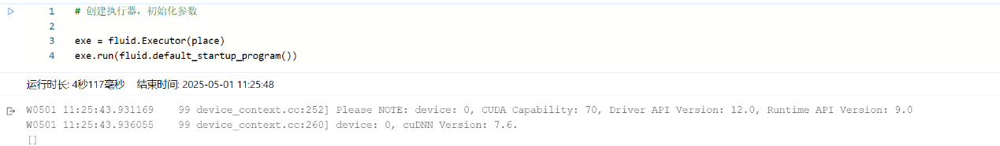 1 # 创建执行器，初始化参数
2
3 exe = fluid.Executor(place)
4 exe.run(fluid.default_startup_program())
运行时长: 4秒117毫秒 结束时间: 2025-05-01 11:25:48
W0501 11:25:43.931169 99 device_context.cc:252] Please NOTE: device: 0, CUDA Capability: 70, Driver API Version: 12.0, Runtime API Version: 9.0
W0501 11:25:43.936055 99 device_context.cc:260] device: 0, cuDNN Version: 7.6.
[]